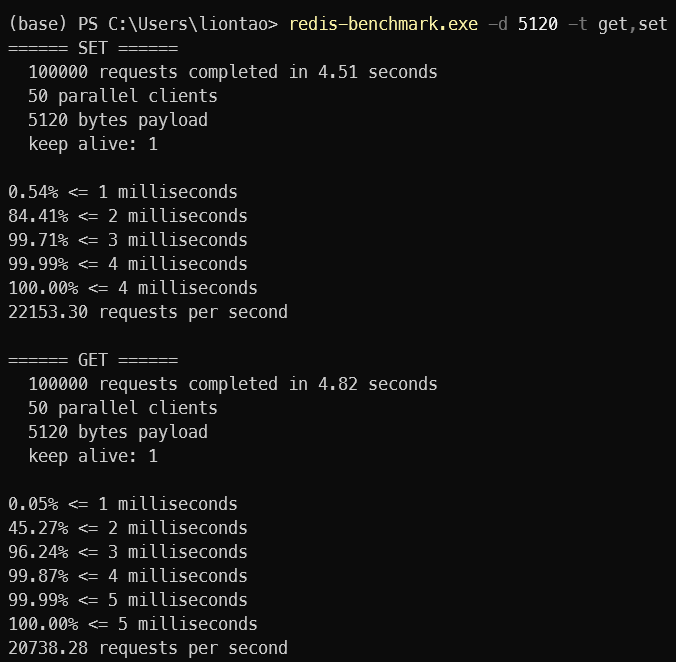 (base) PS C:\Users\liontao> redis-benchmark.exe -d 5120 -t get,set
====== SET ======
  100000 requests completed in 4.51 seconds
  50 parallel clients
  5120 bytes payload
  keep alive: 1

0.54% <= 1 milliseconds
84.41% <= 2 milliseconds
99.71% <= 3 milliseconds
99.99% <= 4 milliseconds
100.00% <= 4 milliseconds
22153.30 requests per second

====== GET ======
  100000 requests completed in 4.82 seconds
  50 parallel clients
  5120 bytes payload
  keep alive: 1

0.05% <= 1 milliseconds
45.27% <= 2 milliseconds
96.24% <= 3 milliseconds
99.87% <= 4 milliseconds
99.99% <= 5 milliseconds
100.00% <= 5 milliseconds
20738.28 requests per second